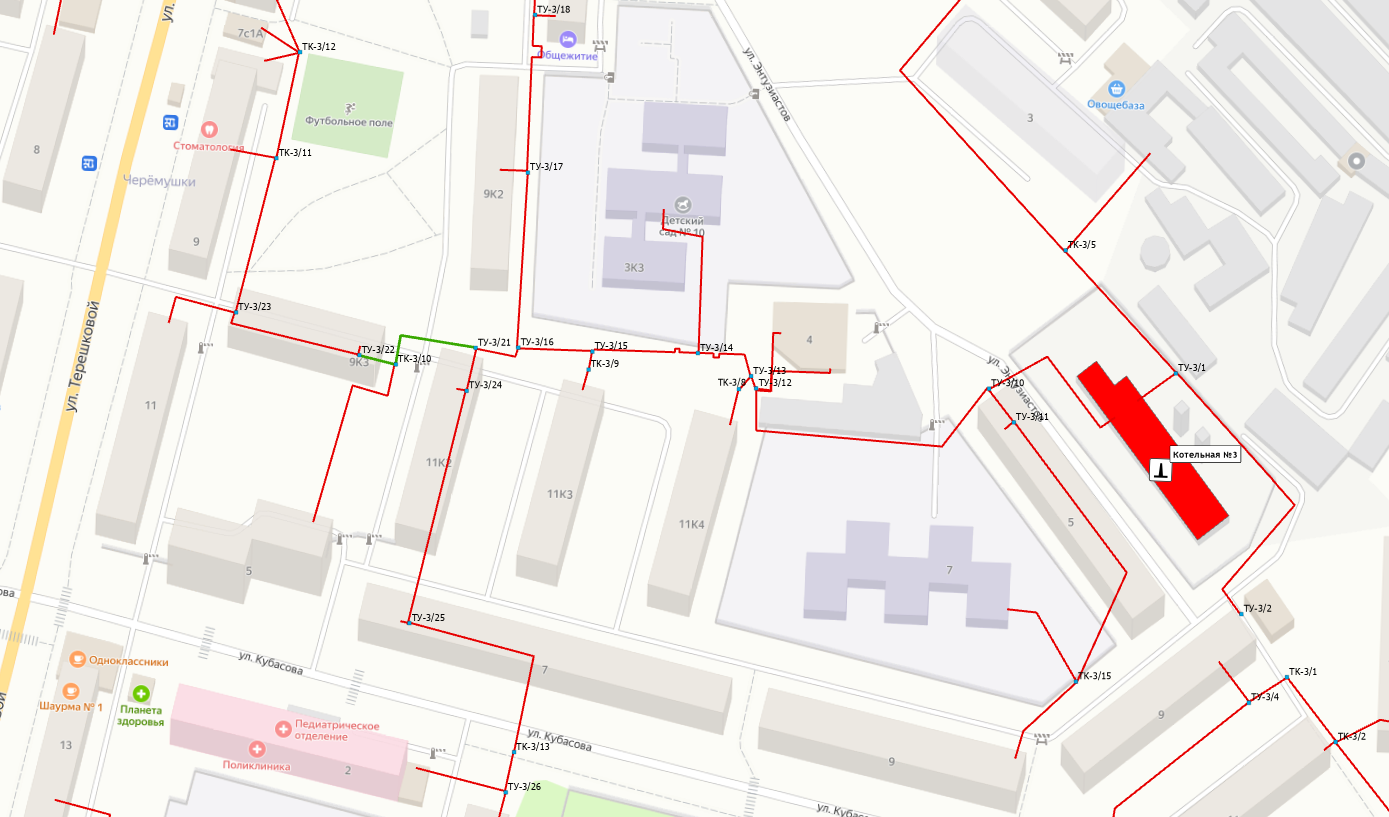 ул.
ТУ-3/18
7с1А
ТК-3/12
Общежитие
ул. Энтузиастов
Овощебаза
3
Футбольное поле
Стоматология
8
ТК-3/11
ТУ-3/17
Черёмушки
9К2
Детский
сад № 10
9
ТК-3/5
3К3
ТУ-3/23
ул. Терешковой
4
ТУ-3/22
ТК-3/10
9К3
ТУ-3/21
ТУ-3/16
ТУ-3/15
ТУ-3/14
ТК-3/9
ТУ-3/13
ТК-3/8
ТУ-3/12
ТУ-3/24
ул. Энтузиастов
ТУ-3/10
ТУ-3/1
11
ТУ-3/11
Котельная №3
11К2
11К3
11К4
5
5
7
ТУ-3/25
ТУ-3/2
ул. Кубасова
7
Одноклассники
Шаурма № 1
Планета
здоровья
ТК-3/15
ТК-3/1
ТУ-3/4
9
13
Педиатрическое
отделение
Поликлиника
2
ТК-3/13
ул. Кубасова
ТК-3/2
9
ТУ-3/26
ул. Кубасо